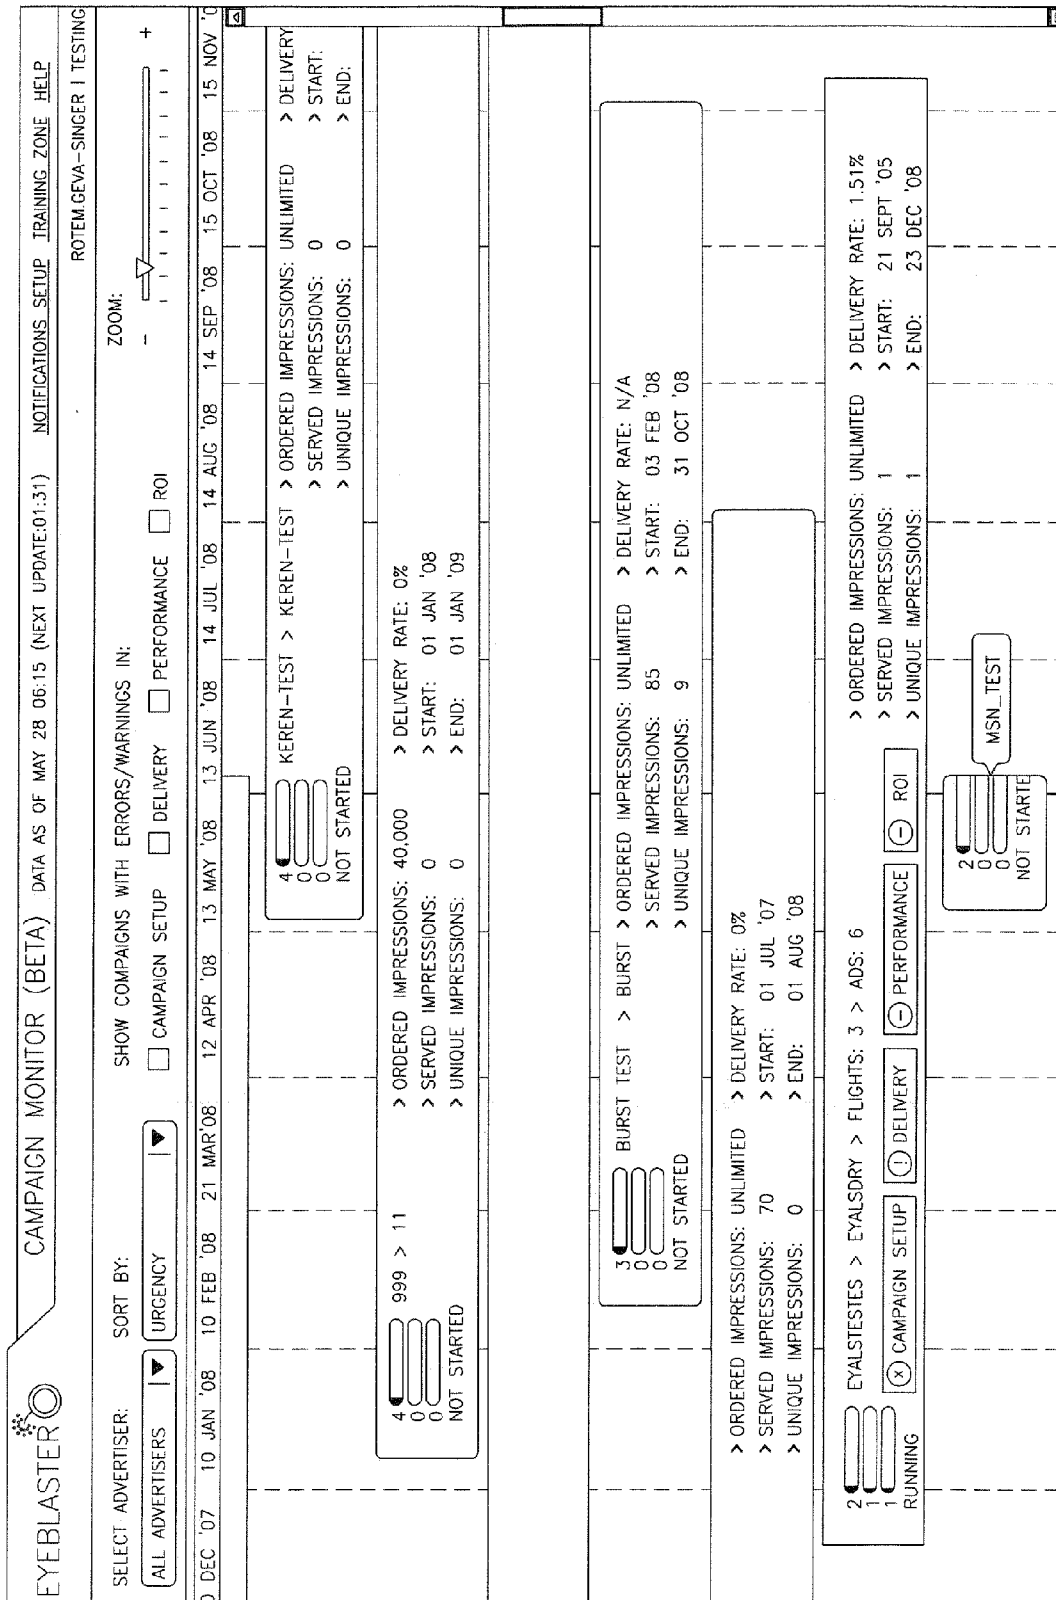 EYEBLASTER
CAMPAIGN MONITOR (BETA) DATA AS OF MAY 28 06:15 (NEXT UPDATE:01:31) NOTIFICATIONS SETUP TRAINING ZONE HELP
ROTEM.GEVA-SINGER | TESTING
SELECT ADVERTISER: SORT BY: SHOW COMPAIGNS WITH ERRORS/WARNINGS IN: ZOOM:
ALL ADVERTISERS URGENCY CAMPAIGN SETUP DELIVERY PERFORMANCE ROI - +
DEC '07 10 JAN '08 10 FEB '08 21 MAR'08 12 APR '08 13 MAY '08 13 JUN '08 14 JUL '08 14 AUG '08 14 SEP '08 15 OCT '08 15 NOV '0
4 KEREN-TEST > KEREN-TEST > ORDERED IMPRESSIONS: UNLIMITED > DELIVERY
0 > SERVED IMPRESSIONS: 0 > START:
0 > UNIQUE IMPRESSIONS: 0 > END:
NOT STARTED
4 999 > 11 > ORDERED IMPRESSIONS: 40,000 > DELIVERY RATE: 0%
0 > SERVED IMPRESSIONS: 0 > START: 01 JAN '08
0 > UNIQUE IMPRESSIONS: 0 > END: 01 JAN '09
NOT STARTED
3 BURST TEST > BURST > ORDERED IMPRESSIONS: UNLIMITED > DELIVERY RATE: N/A
0 > SERVED IMPRESSIONS: 85 > START: 03 FEB '08
0 > UNIQUE IMPRESSIONS: 9 > END: 31 OCT '08
NOT STARTED
> ORDERED IMPRESSIONS: UNLIMITED > DELIVERY RATE: 0%
> SERVED IMPRESSIONS: 70 > START: 01 JUL '07
> UNIQUE IMPRESSIONS: 0 > END: 01 AUG '08
2 EYALSTESTES > EYALSDRY > FLIGHTS: 3 > ADS: 6 > ORDERED IMPRESSIONS: UNLIMITED > DELIVERY RATE: 1.51%
1 > SERVED IMPRESSIONS: 1 > START: 21 SEPT '05
1 CAMPAIGN SETUP DELIVERY PERFORMANCE ROI > UNIQUE IMPRESSIONS: 1 > END: 23 DEC '08
RUNNING
2
0 MSN_TEST
0
NOT STARTE